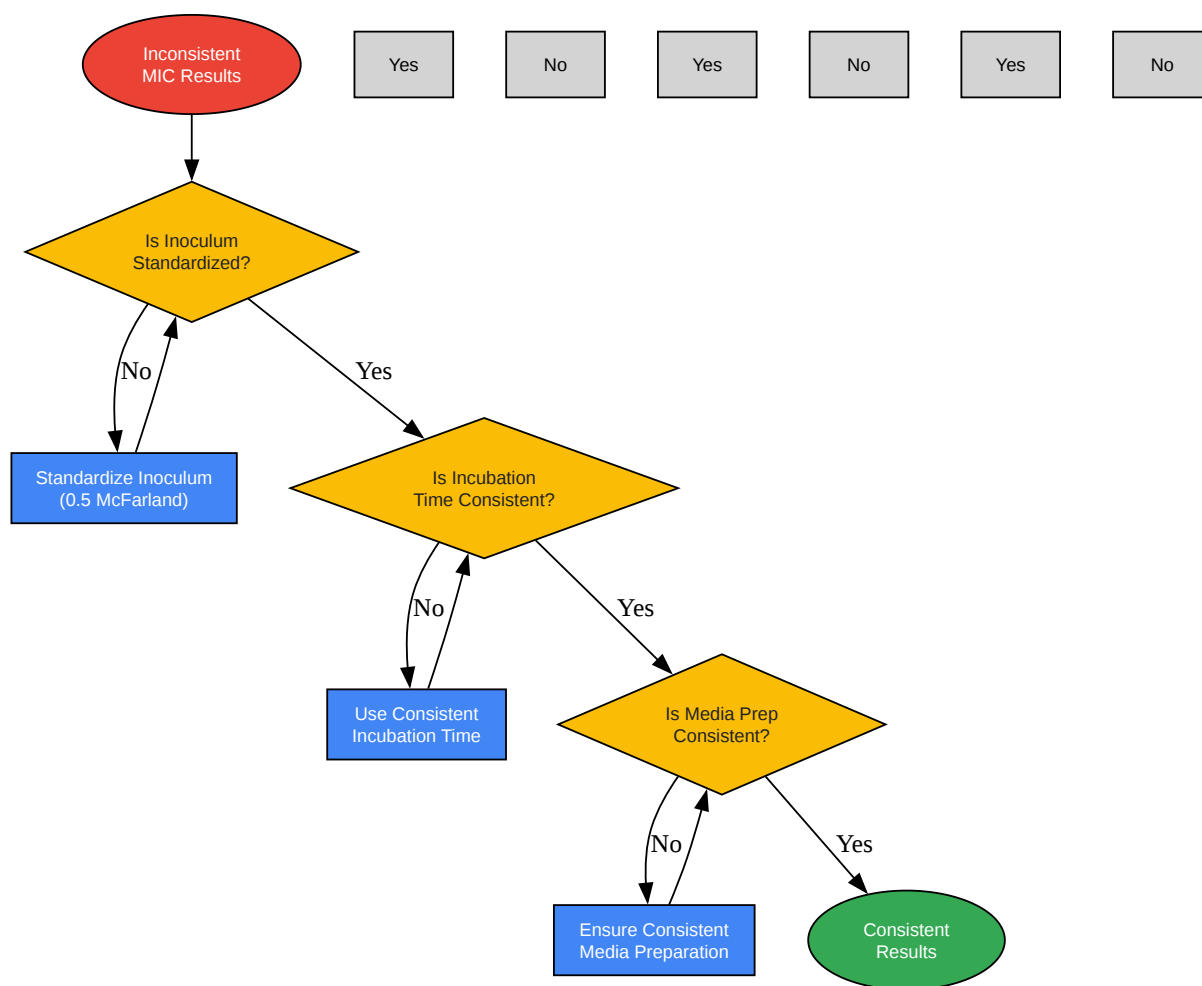 Inconsistent
MIC Results
Yes
No
Yes
No
Yes
No
Is Inoculum
Standardized?
No
Yes
Standardize Inoculum
(0.5 McFarland)
Is Incubation
Time Consistent?
No
Yes
Use Consistent
Incubation Time
Is Media Prep
Consistent?
No
Yes
Ensure Consistent
Media Preparation
Consistent
Results